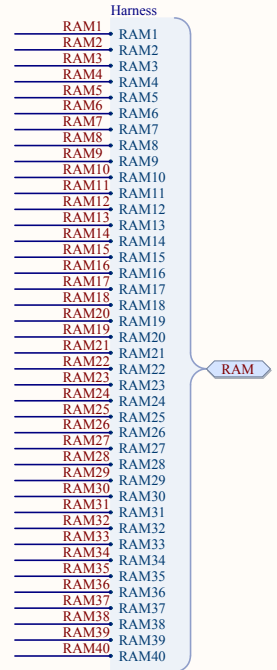 Harness
RAM1 RAM1
RAM2 RAM2
RAM3 RAM3
RAM4 RAM4
RAM5 RAM5
RAM6 RAM6
RAM7 RAM7
RAM8 RAM8
RAM9 RAM9
RAM10 RAM10
RAM11 RAM11
RAM12 RAM12
RAM13 RAM13
RAM14 RAM14
RAM15 RAM15
RAM16 RAM16
RAM17 RAM17
RAM18 RAM18
RAM20 RAM19
RAM19 RAM20
RAM21 RAM21
RAM22 RAM22
RAM23 RAM23
RAM24 RAM24
RAM25 RAM25
RAM26 RAM26
RAM27 RAM27
RAM28 RAM28
RAM29 RAM29
RAM30 RAM30
RAM31 RAM31
RAM32 RAM32
RAM33 RAM33
RAM34 RAM34
RAM35 RAM35
RAM36 RAM36
RAM37 RAM37
RAM38 RAM38
RAM39 RAM39
RAM40 RAM40
RAM